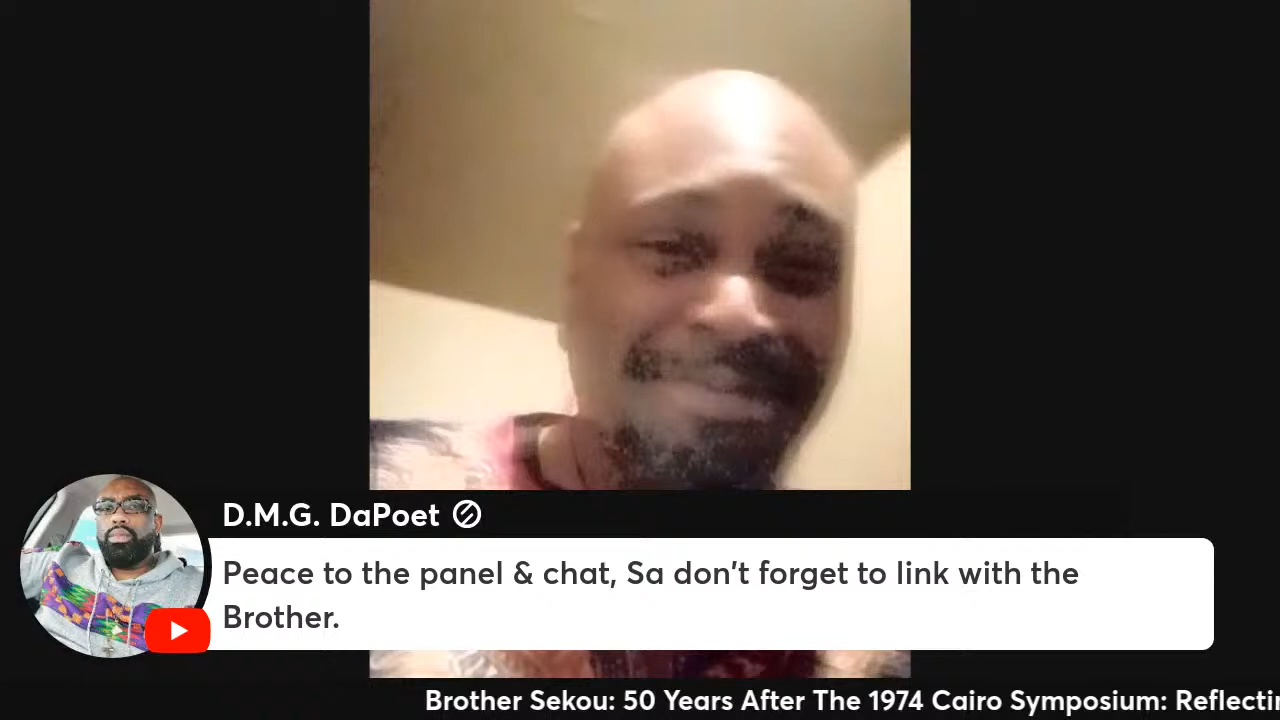 D.M.G. DaPoet
Peace to the panel & chat, Sa don't forget to link with the
Brother.
Brother Sekou: 50 Years After The 1974 Cairo Symposium: